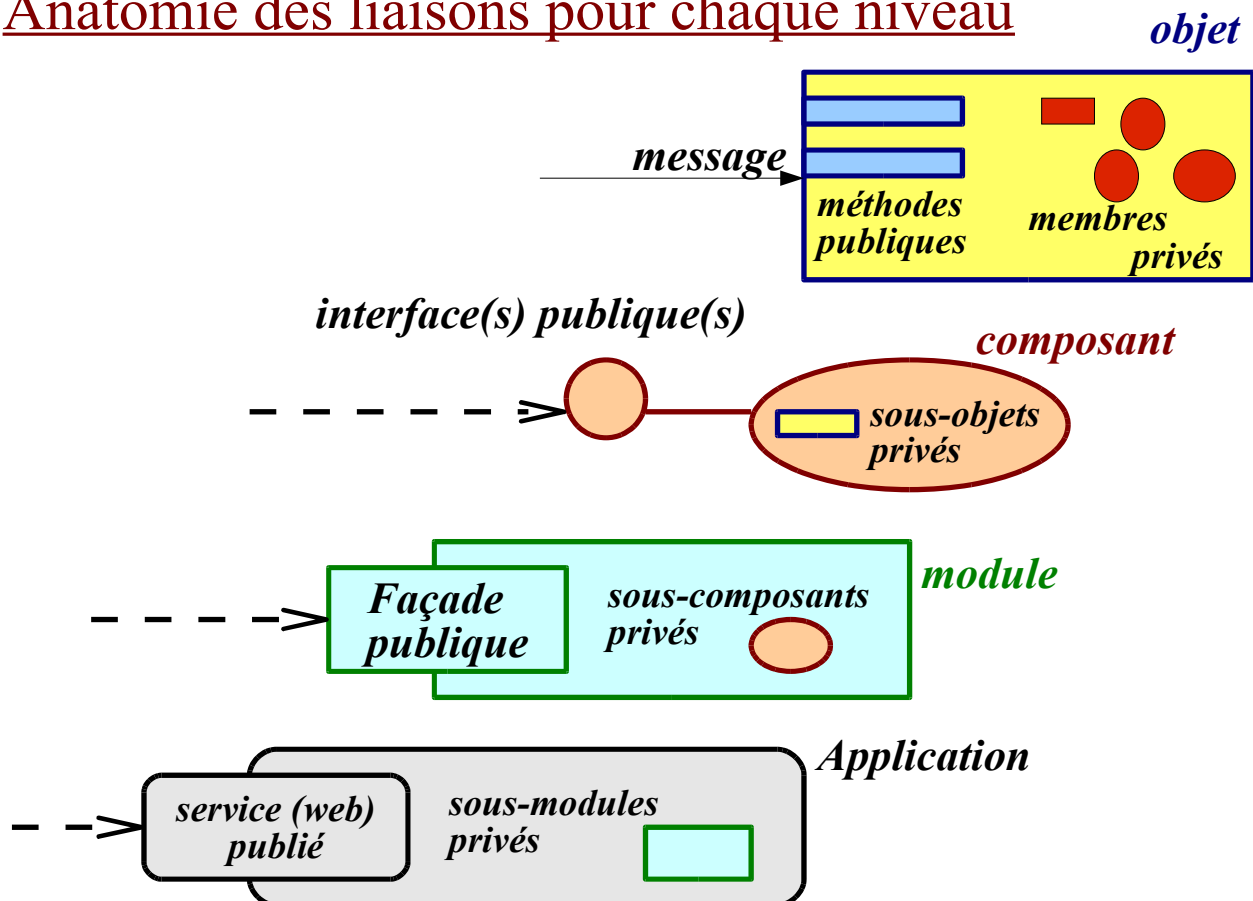 Anatomie des liaisons pour chaque niveau
objet
message
méthodes
publiques
membres
privés
interface(s) publique(s)
composant
sous-objets
privés
module
Façade
publique
sous-composants
privés
Application
service (web)
publié
sous-modules
privés